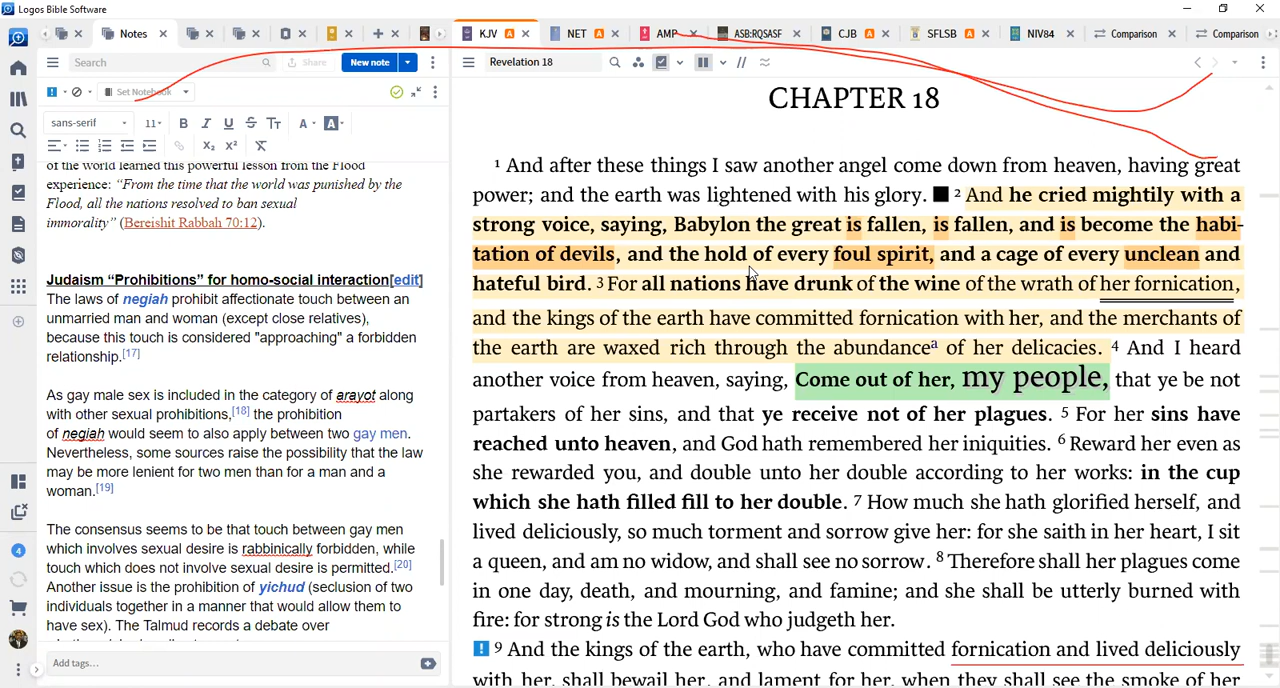 Logos Bible Software
Notes
KJV A
NET A
AMP
ASB:RQSASF
CJB A
SFLSB A
NIV84
Comparison
Comparison
Search
Share
New note
Revelation 18
Set Notebook
sans-serif
11
B I U S Tт A A
X₂ X²
of the world learned this powerful lesson from the Flood
experience: “From the time that the world was punished by the
Flood, all the nations resolved to ban sexual
immorality” (Bereishit Rabbah 70:12).
Judaism “Prohibitions” for homo-social interaction[edit]
The laws of negiah prohibit affectionate touch between an
unmarried man and woman (except close relatives),
because this touch is considered "approaching" a forbidden
relationship.[17]
As gay male sex is included in the category of arayot along
with other sexual prohibitions,[18] the prohibition
of negiah would seem to also apply between two gay men.
Nevertheless, some sources raise the possibility that the law
may be more lenient for two men than for a man and a
woman.[19]
The consensus seems to be that touch between gay men
which involves sexual desire is rabbinically forbidden, while
touch which does not involve sexual desire is permitted.[20]
Another issue is the prohibition of yichud (seclusion of two
individuals together in a manner that would allow them to
have sex). The Talmud records a debate over
Add tags...
4
CHAPTER 18
1 And after these things I saw another angel come down from heaven, having great
power; and the earth was lightened with his glory. ■ 2 And he cried mightily with a
strong voice, saying, Babylon the great is fallen, is fallen, and is become the habi-
tation of devils, and the hold of every foul spirit, and a cage of every unclean and
hateful bird. 3 For all nations have drunk of the wine of the wrath of her fornication,
and the kings of the earth have committed fornication with her, and the merchants of
the earth are waxed rich through the abundanceª of her delicacies. 4 And I heard
another voice from heaven, saying, Come out of her, my people, that ye be not
partakers of her sins, and that ye receive not of her plagues. 5 For her sins have
reached unto heaven, and God hath remembered her iniquities. 6 Reward her even as
she rewarded you, and double unto her double according to her works: in the cup
which she hath filled fill to her double. 7 How much she hath glorified herself, and
lived deliciously, so much torment and sorrow give her: for she saith in her heart, I sit
a queen, and am no widow, and shall see no sorrow. 8 Therefore shall her plagues come
in one day, death, and mourning, and famine; and she shall be utterly burned with
fire: for strong is the Lord God who judgeth her.
9 And the kings of the earth, who have committed fornication and lived deliciously
with her, shall bewail her, and lament for her, when they shall see the smoke of her